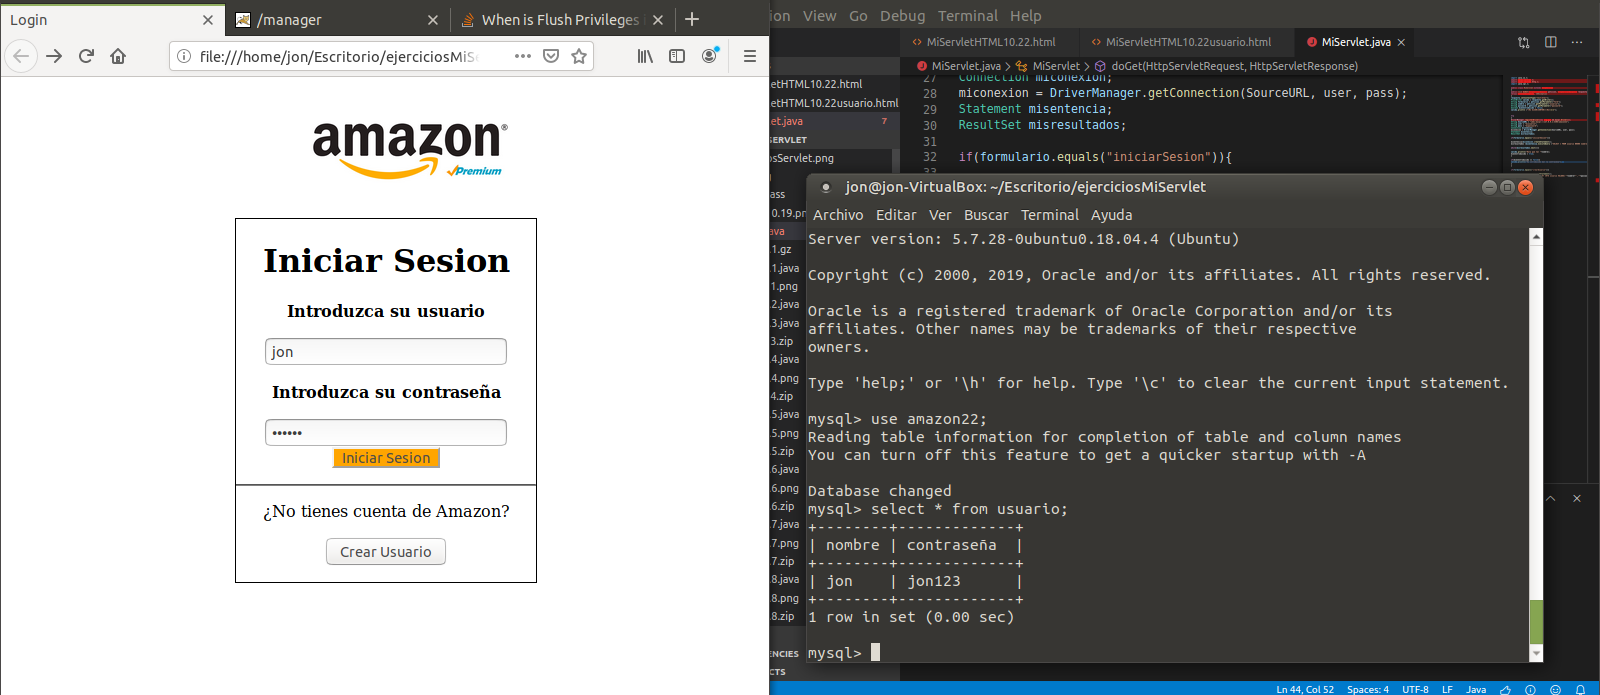 Login
/manager
When is Flush Privileges
file:///home/jon/Escritorio/ejerciciosMiSe
amazon®
Premium
Iniciar Sesion
Introduzca su usuario
jon
Introduzca su contraseña
••••••
Iniciar Sesion
¿No tienes cuenta de Amazon?
Crear Usuario
ion View Go Debug Terminal Help
MiServletHTML10.22.html
MiServletHTML10.22usuario.html
MiServlet.java
MiServlet.java > MiServlet > doGet(HttpServletRequest, HttpServletResponse)
etHTML10.22.html
etHTML10.22usuario.html
et.java 7
SERVLET
osServlet.png
ass
0.19.pn
ava
.1.gz
1.java
1.png
2.java
3.java
3.zip
4.java
4.png
4.zip
5.java
5.png
5.zip
6.java
6.png
6.zip
7.java
7.png
7.zip
8.java
8.png
8.zip
ENCIES
CTS
27 Connection miconexion;
28 miconexion = DriverManager.getConnection(SourceURL, user, pass);
29 Statement misentencia;
30 ResultSet misresultados;
31
32 if(formulario.equals("iniciarSesion")){
jon@jon-VirtualBox: ~/Escritorio/ejerciciosMiServlet
Archivo Editar Ver Buscar Terminal Ayuda
Server version: 5.7.28-0ubuntu0.18.04.4 (Ubuntu)
Copyright (c) 2000, 2019, Oracle and/or its affiliates. All rights reserved.
Oracle is a registered trademark of Oracle Corporation and/or its
affiliates. Other names may be trademarks of their respective
owners.
Type 'help;' or '\h' for help. Type '\c' to clear the current input statement.
mysql> use amazon22;
Reading table information for completion of table and column names
You can turn off this feature to get a quicker startup with -A
Database changed
mysql> select * from usuario;
+--------+-------------+
| nombre | contraseña  |
+--------+-------------+
| jon    | jon123      |
+--------+-------------+
1 row in set (0.00 sec)
mysql>
Ln 44, Col 52 Spaces: 4 UTF-8 LF Java